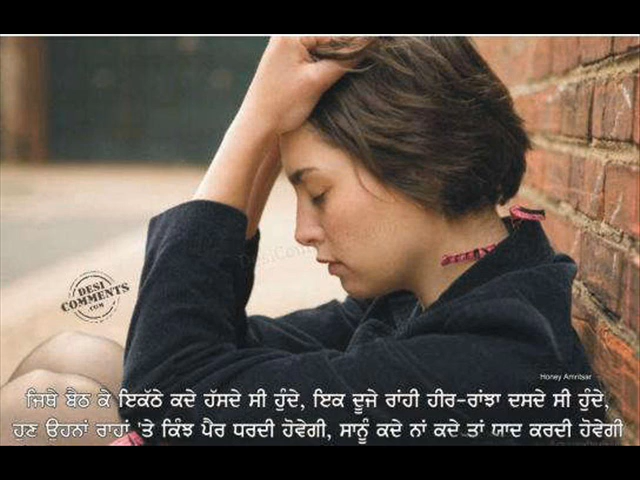 DESI
COMMENTS
.COM
Honey Amritsar
ਜਿਥੇ ਬੈਠ ਕੇ ਇਕੱਠੇ ਕਦੇ ਹੱਸਦੇ ਸੀ ਹੁੰਦੇ, ਇਕ ਦੂਜੇ ਰਾਂਹੀ ਹੀਰ-ਰਾਂਝਾ ਦਸਦੇ ਸੀ ਹੁੰਦੇ,
ਹੁਣ ਉਹਨਾਂ ਰਾਹਾਂ 'ਤੇ ਕਿੰਝ ਪੈਰ ਧਰਦੀ ਹੋਵੇਗੀ, ਸਾਨੂੰ ਕਦੇ ਨਾਂ ਕਦੇ ਤਾਂ ਯਾਦ ਕਰਦੀ ਹੋਵੇਗੀ